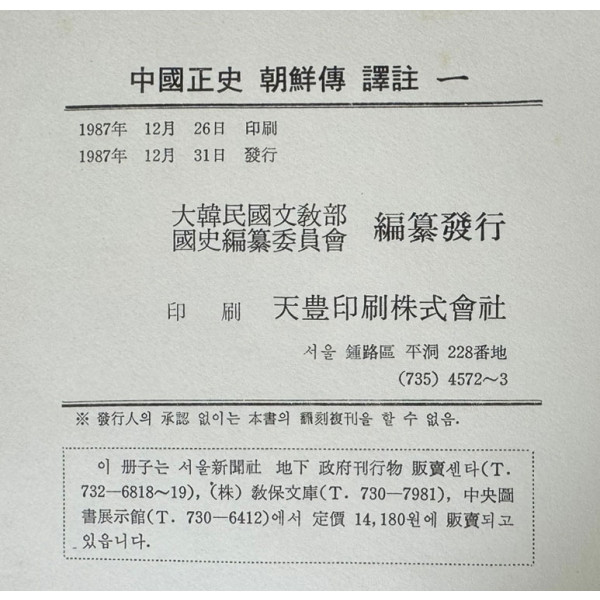 中國正史 朝鮮傳 譯註 一
1987年 12月 26日 印刷
1987年 12月 31日 發行
大韓民國文敎部
國史編纂委員會 編纂發行
印 刷 天豊印刷株式會社
서울 鍾路區 平洞 228番地
(735) 4572~3
※ 發行人의 承認 없이는 本書의 飜刻複刊을 할 수 없음.
이 册子는 서울新聞社 地下 政府刊行物 販賣센타(T.
732—6818~19), (株) 敎保文庫(T. 730—7981), 中央圖
書展示館(T. 730—6412)에서 定價 14,180원에 販賣되고
있읍니다.